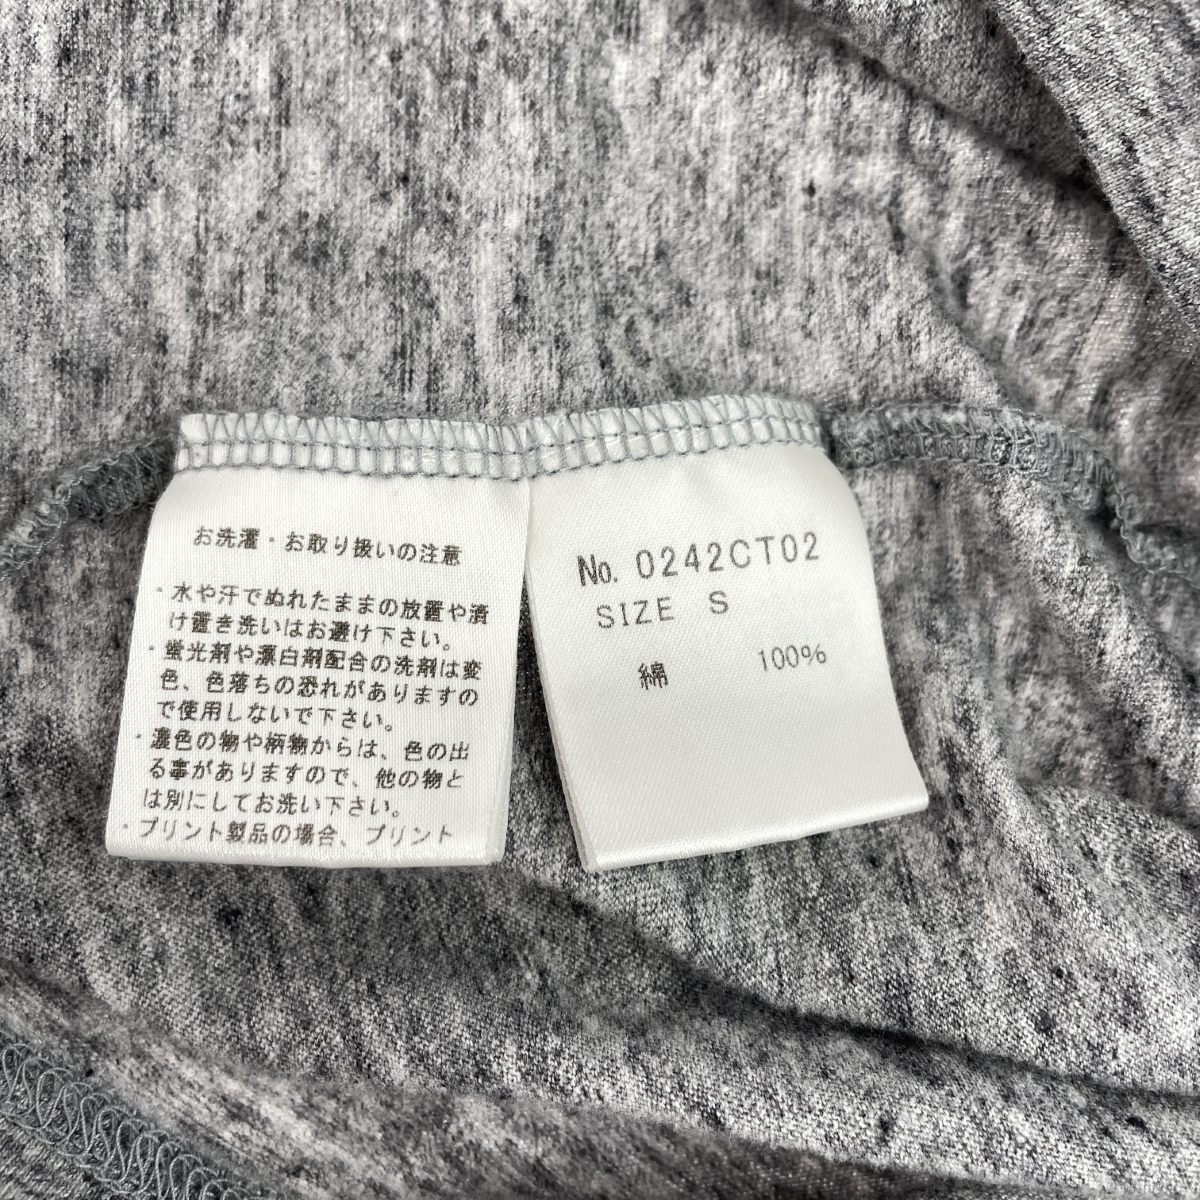 お洗濯・お取り扱いの注意
・水や汗でぬれたままの放置や漬
け置き洗いはお避け下さい。
・蛍光剤や漂白剤配合の洗剤は変
色、色落ちの恐れがありますの
で使用しないで下さい。
・濃色の物や柄物からは、色の出
る事がありますので、他の物と
は別にしてお洗い下さい。
・プリント製品の場合、プリント
No. 0242CT02
SIZE S
綿 100%